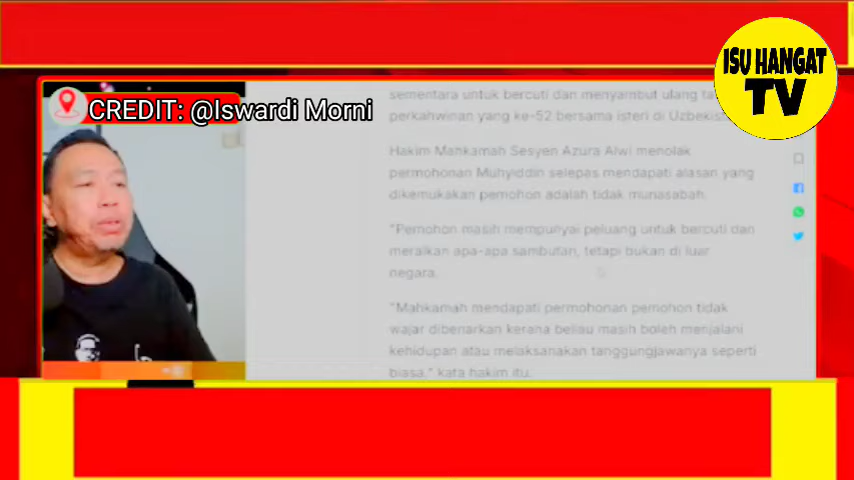 ISU HANGAT
TV
CREDIT: @Iswardi Morni
sementara untuk bercuti dan menyambut ulang
perkahwinan yang ke-52 bersama isteri di
Hakim Mahkamah Sesyen Azura Alwi menolak
permohonan Muhyiddin selepas mendapati alasan yang
dikemukakan pemohon adalah tidak munasabah.
"Pemohon masih mempunyai peluang untuk bercuti dan
meraikan apa-apa sambutan, tetapi bukan di luar
negara.
"Mahkamah mendapati permohonan pemohon tidak
wajar dibenarkan kerana beliau masih boleh menjalani
kehidupan atau melaksanakan tanggungjawanya seperti
biasa," kata hakim itu.